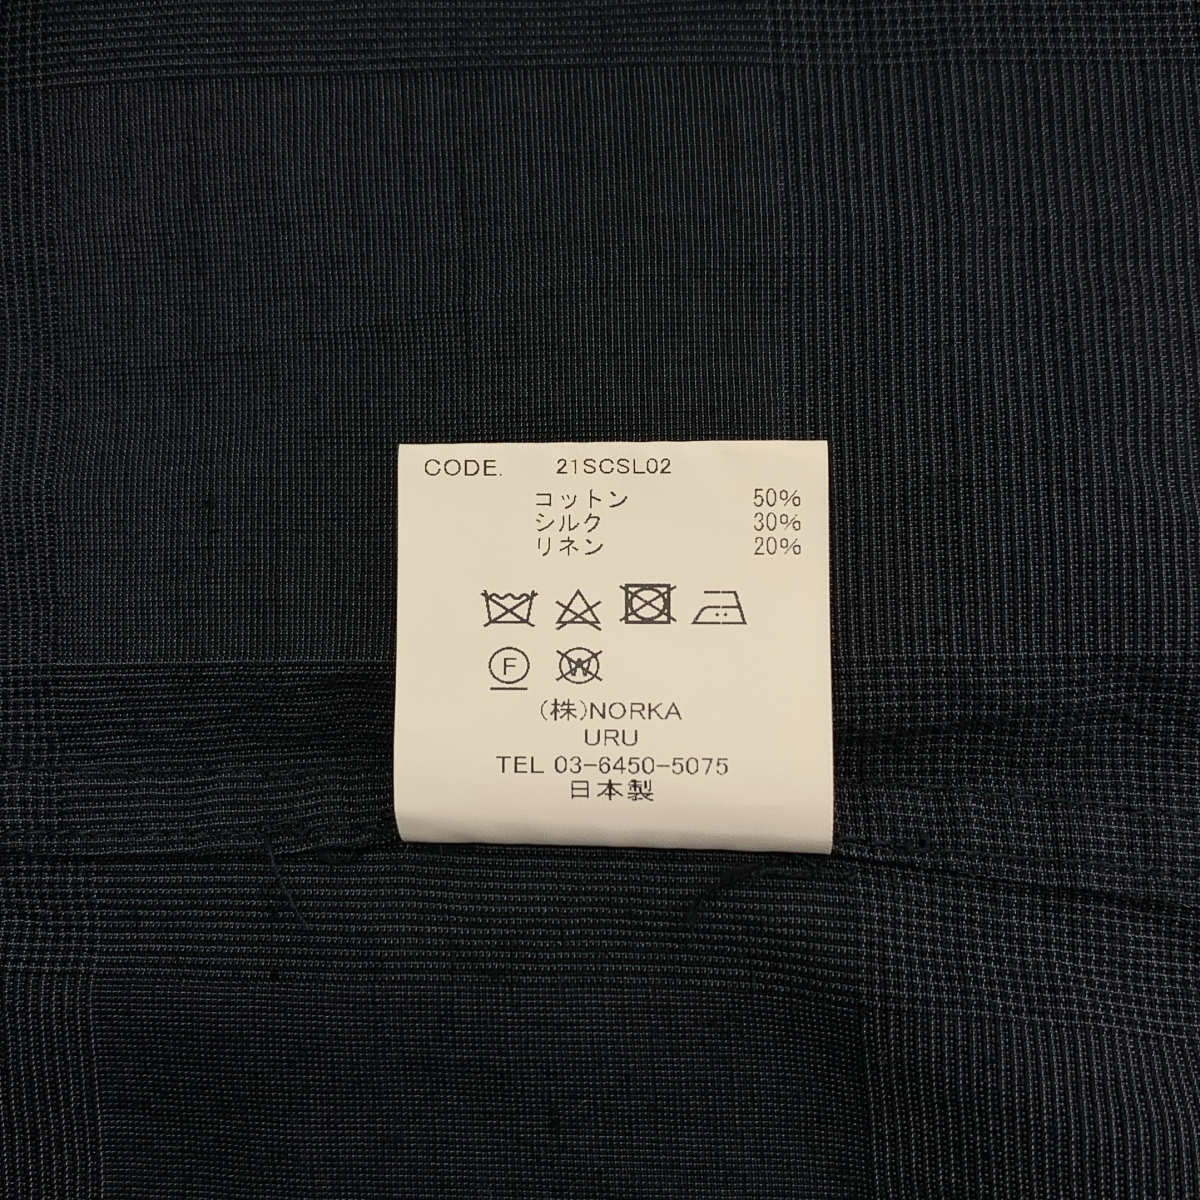 CODE. 21SCSL02
コットン 50%
シルク 30%
リネン 20%
F W
(株)NORKA
URU
TEL 03-6450-5075
日本製